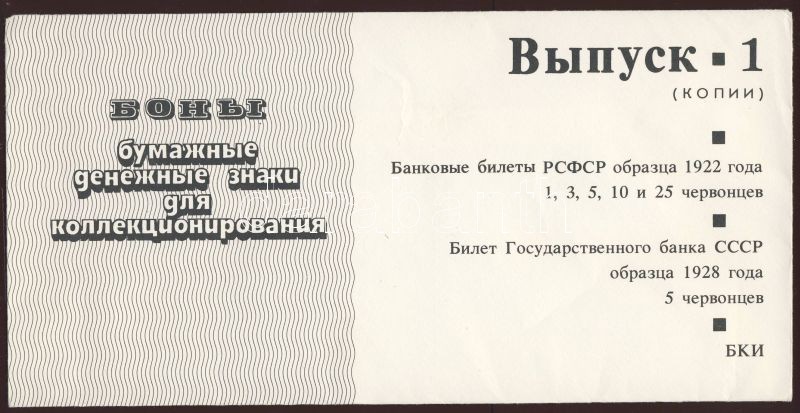 БОНЫ
бумажные
денежные знаки
для
коллекционирования
Выпуск ▪ 1
(КОПИИ)
Банковые билеты РСФСР образца 1922 года
1, 3, 5, 10 и 25 червонцев
Билет Государственного банка СССР
образца 1928 года
5 червонцев
БКИ